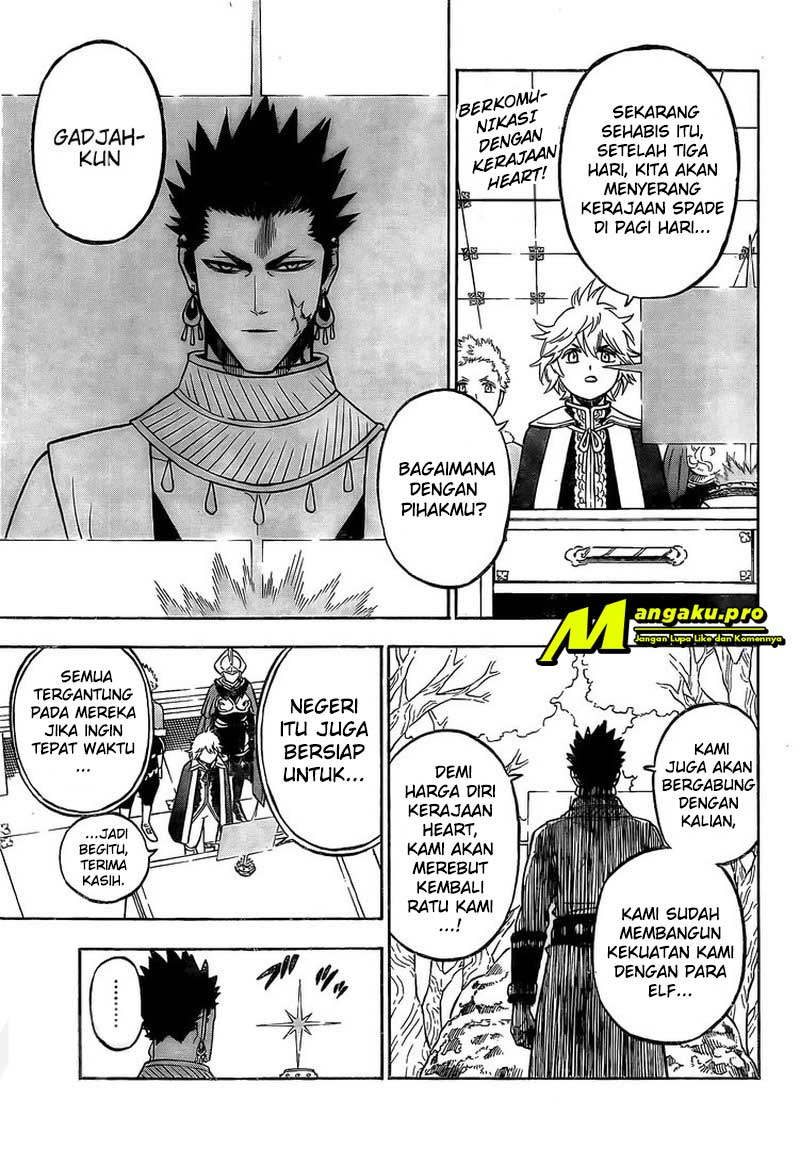 BERKOMU-
NIKASI
DENGAN
KERAJAAN
HEART!
SEKARANG
SEHABIS ITU,
SETELAH TIGA
HARI, KITA AKAN
MENYERANG
KERAJAAN SPADE
DI PAGI HARI...
GADJAH-
KUN
BAGAIMANA
DENGAN
PIHAKMU?
Mangaku.pro
Jangan Lupa Like dan Komennya
KAMI
JUGA AKAN
BERGABUNG
DENGAN
KALIAN,
KAMI SUDAH
MEMBANGUN
KEKUATAN KAMI
DENGAN PARA
ELF...
DEMI
HARGA DIRI
KERAJAAN
HEART,
KAMI AKAN
MEREBUT
KEMBALI
RATU KAMI
...!
NEGERI
ITU JUGA
BERSIAP
UNTUK...
SEMUA
TERGANTUNG
PADA MEREKA
JIKA INGIN
TEPAT WAKTU
...
...JADI
BEGITU,
TERIMA
KASIH.
........